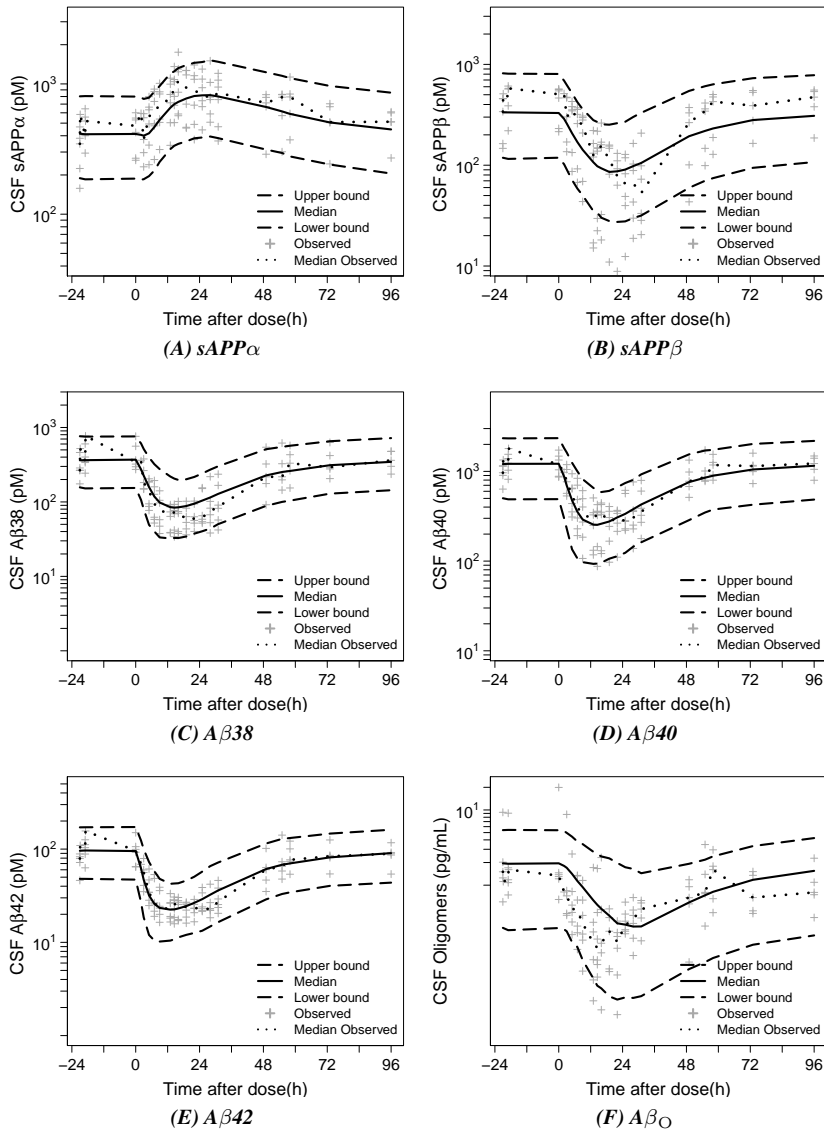 CSF sAPPα (pM)
10³
10²
Upper bound
Median
Lower bound
Observed
Median Observed
−24 0 24 48 72 96
Time after dose(h)
(A) sAPPα
CSF sAPPβ (pM)
10³
10²
10¹
Upper bound
Median
Lower bound
Observed
Median Observed
−24 0 24 48 72 96
Time after dose(h)
(B) sAPPβ
CSF Aβ38 (pM)
10³
10²
10¹
Upper bound
Median
Lower bound
Observed
Median Observed
−24 0 24 48 72 96
Time after dose(h)
(C) Aβ38
CSF Aβ40 (pM)
10³
10²
10¹
Upper bound
Median
Lower bound
Observed
Median Observed
−24 0 24 48 72 96
Time after dose(h)
(D) Aβ40
CSF Aβ42 (pM)
10²
10¹
Upper bound
Median
Lower bound
Observed
Median Observed
−24 0 24 48 72 96
Time after dose(h)
(E) Aβ42
CSF Oligomers (pg/mL)
10¹
Upper bound
Median
Lower bound
Observed
Median Observed
−24 0 24 48 72 96
Time after dose(h)
(F) Aβ_O